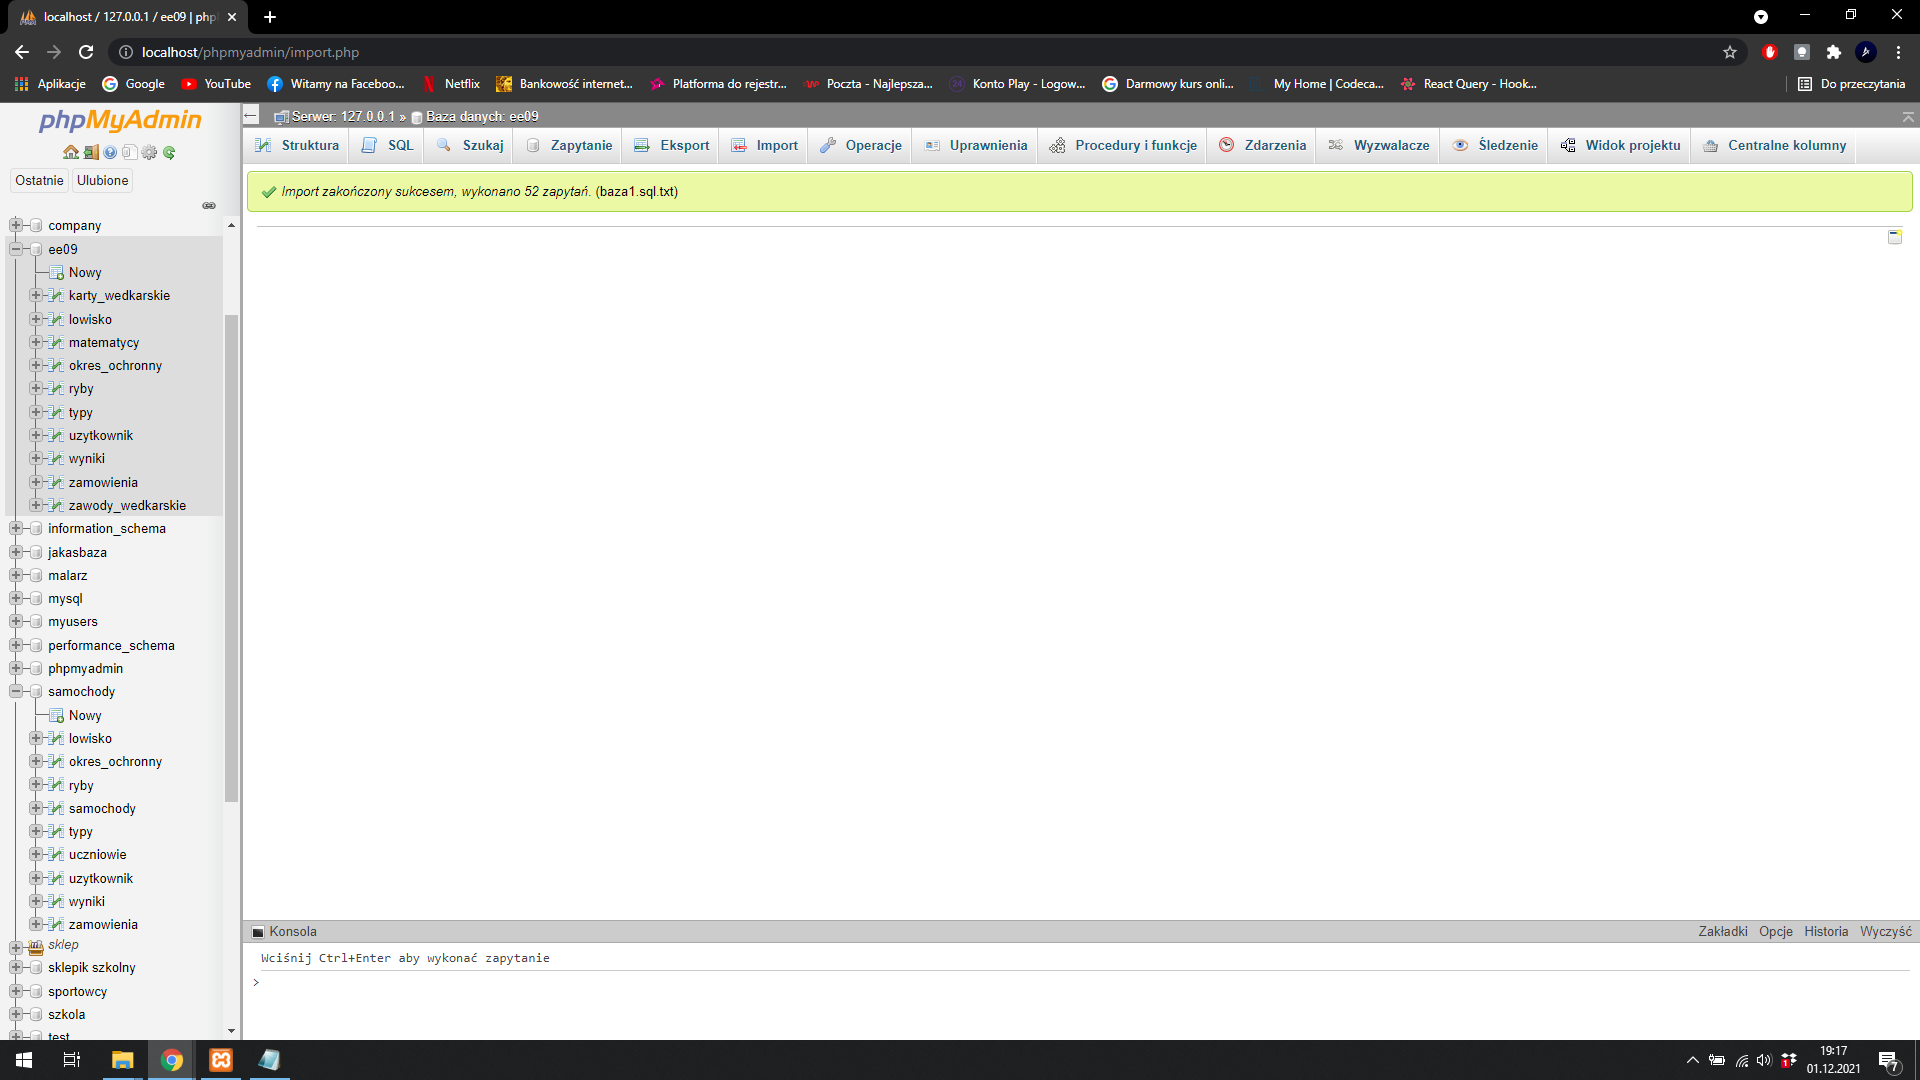 localhost / 127.0.0.1 / ee09 | php
localhost/phpmyadmin/import.php
Aplikacje Google YouTube Witamy na Faceboo... Netflix Bankowość internet... Platforma do rejestr... Poczta - Najlepsza... Konto Play - Logow... Darmowy kurs onli... My Home | Codeca... React Query - Hook... Do przeczytania
phpMyAdmin
Ostatnie Ulubione
company
ee09
Nowy
karty_wedkarskie
lowisko
matematycy
okres_ochronny
ryby
typy
uzytkownik
wyniki
zamowienia
zawody_wedkarskie
information_schema
jakasbaza
malarz
mysql
myusers
performance_schema
phpmyadmin
samochody
Nowy
lowisko
okres_ochronny
ryby
samochody
typy
uczniowie
uzytkownik
wyniki
zamowienia
sklep
sklepik szkolny
sportowcy
szkola
test
Serwer: 127.0.0.1 » Baza danych: ee09
Struktura SQL Szukaj Zapytanie Eksport Import Operacje Uprawnienia Procedury i funkcje Zdarzenia Wyzwalacze Śledzenie Widok projektu Centralne kolumny
Import zakończony sukcesem, wykonano 52 zapytań. (baza1.sql.txt)
Konsola Zakładki Opcje Historia Wyczyść
Wciśnij Ctrl+Enter aby wykonać zapytanie
>
19:17
01.12.2021
7